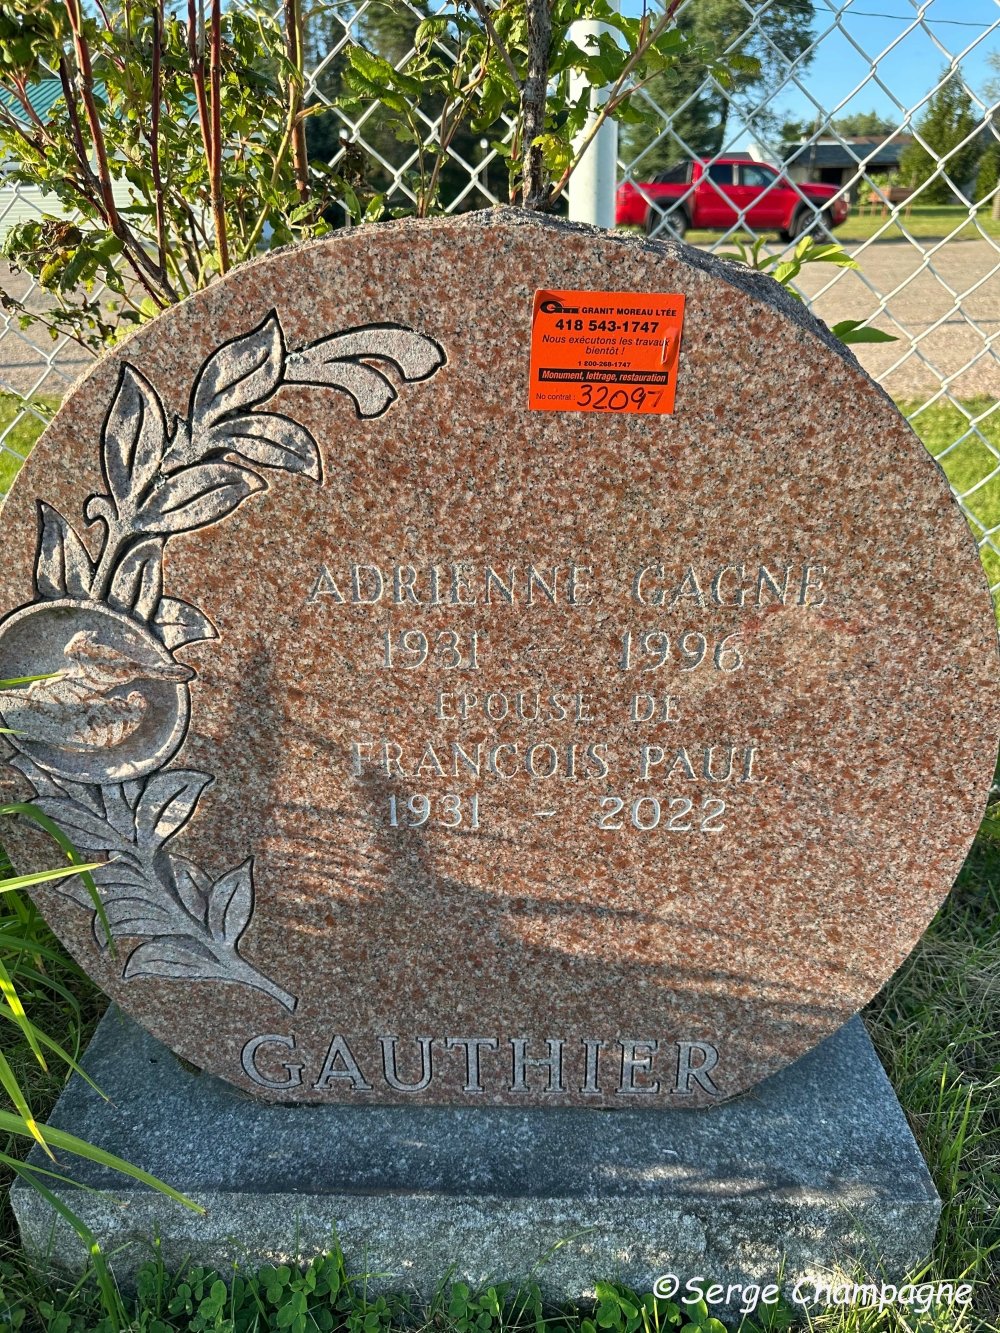 GRANIT MOREAU LTÉE
418 543-1747
Nous exécutons les travaux
bientôt !
1-800-268-1747
Monument, lettrage, restauration
No contrat: 32097
ADRIENNE GAGNE
1931 - 1996
EPOUSE DE
FRANCOIS PAUL
1931 - 2022
GAUTHIER
©Serge Champagne